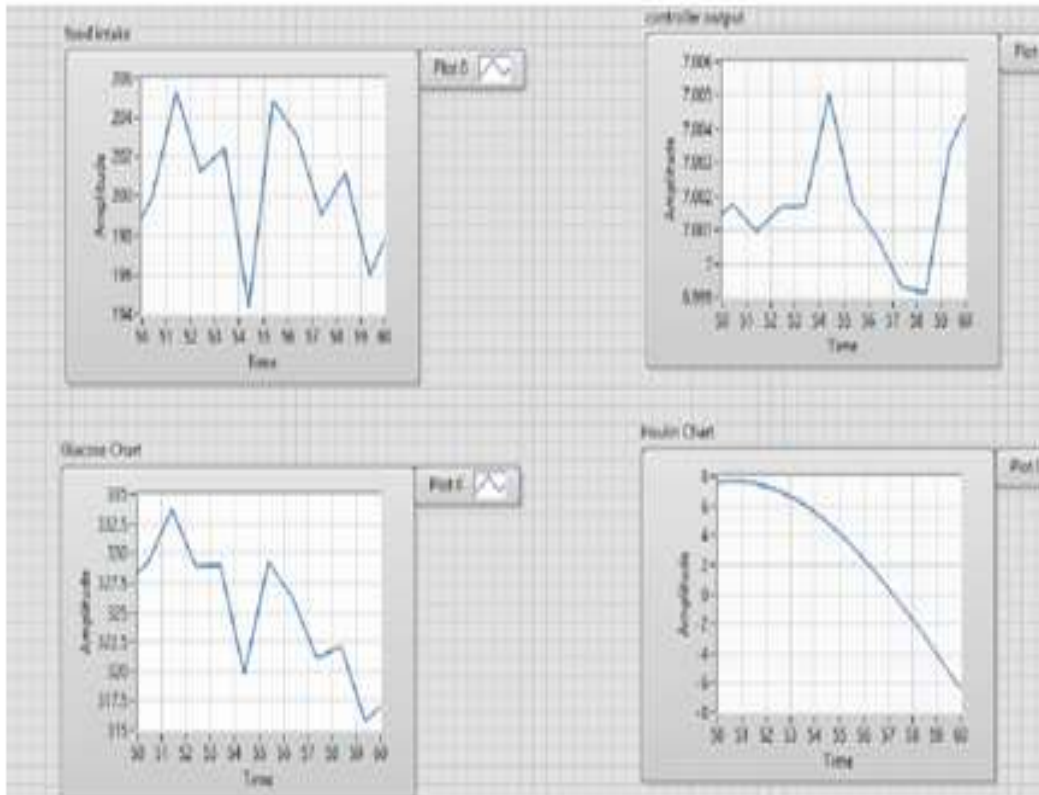 food intake
Plot 0
Amplitude
206
204
202
200
198
196
194
50 51 52 53 54 55 56 57 58 59 60
Time
controller output
Plot
Amplitude
7.006
7.005
7.004
7.003
7.002
7.001
7
6.999
50 51 52 53 54 55 56 57 58 59 60
Time
Glucose Chart
Plot 0
Amplitude
335
332.5
330
327.5
325
322.5
320
317.5
315
50 51 52 53 54 55 56 57 58 59 60
Time
Insulin Chart
Plot 0
Amplitude
8
6
4
2
0
-2
-4
-6
-8
50 51 52 53 54 55 56 57 58 59 60
Time